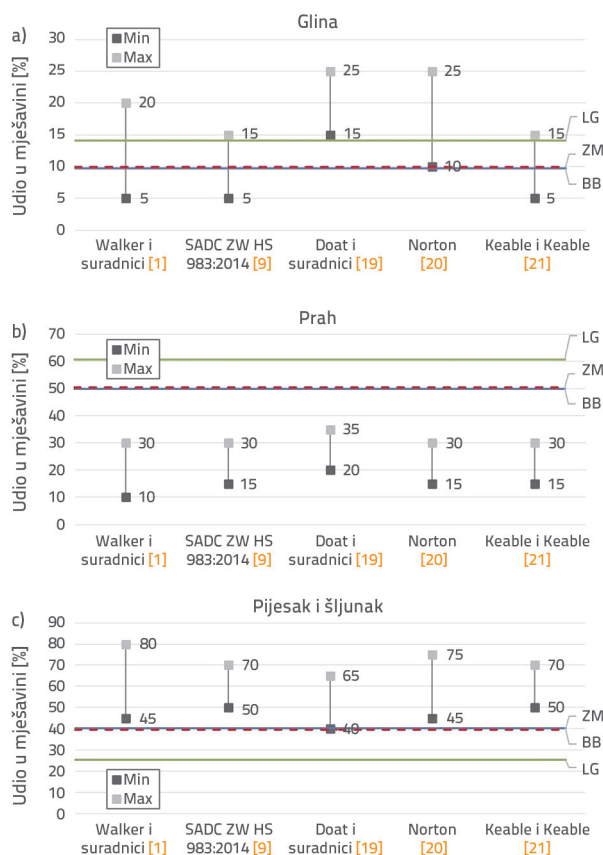 a)
Glina
Udio u mješavini [%]
30
25
20
15
10
5
0
Min
Max
20
5
15
5
25
15
25
10
15
5
LG
ZM
BB
Walker i
suradnici [1]
SADC ZW HS
983:2014 [9]
Doat i
suradnici [19]
Norton
[20]
Keable i Keable
[21]
b)
Prah
Udio u mješavini [%]
70
60
50
40
30
20
10
0
Min
Max
30
10
30
15
35
20
30
15
30
15
LG
ZM
BB
Walker i
suradnici [1]
SADC ZW HS
983:2014 [9]
Doat i
suradnici [19]
Norton
[20]
Keable i Keable
[21]
c)
Pijesak i šljunak
Udio u mješavini [%]
90
80
70
60
50
40
30
20
10
0
Min
Max
80
45
70
50
65
40
75
45
70
50
ZM
BB
LG
Walker i
suradnici [1]
SADC ZW HS
983:2014 [9]
Doat i
suradnici [19]
Norton
[20]
Keable i Keable
[21]